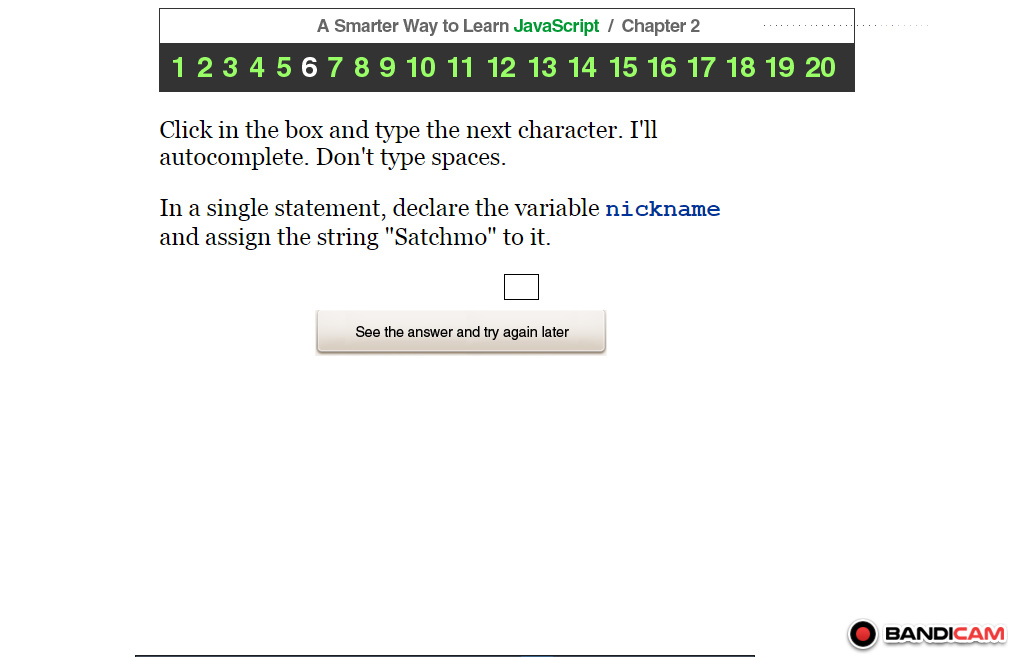 A Smarter Way to Learn JavaScript / Chapter 2
1 2 3 4 5 6 7 8 9 10 11 12 13 14 15 16 17 18 19 20
Click in the box and type the next character. I'll
autocomplete. Don't type spaces.
In a single statement, declare the variable nickname
and assign the string "Satchmo" to it.
See the answer and try again later
BANDICAM